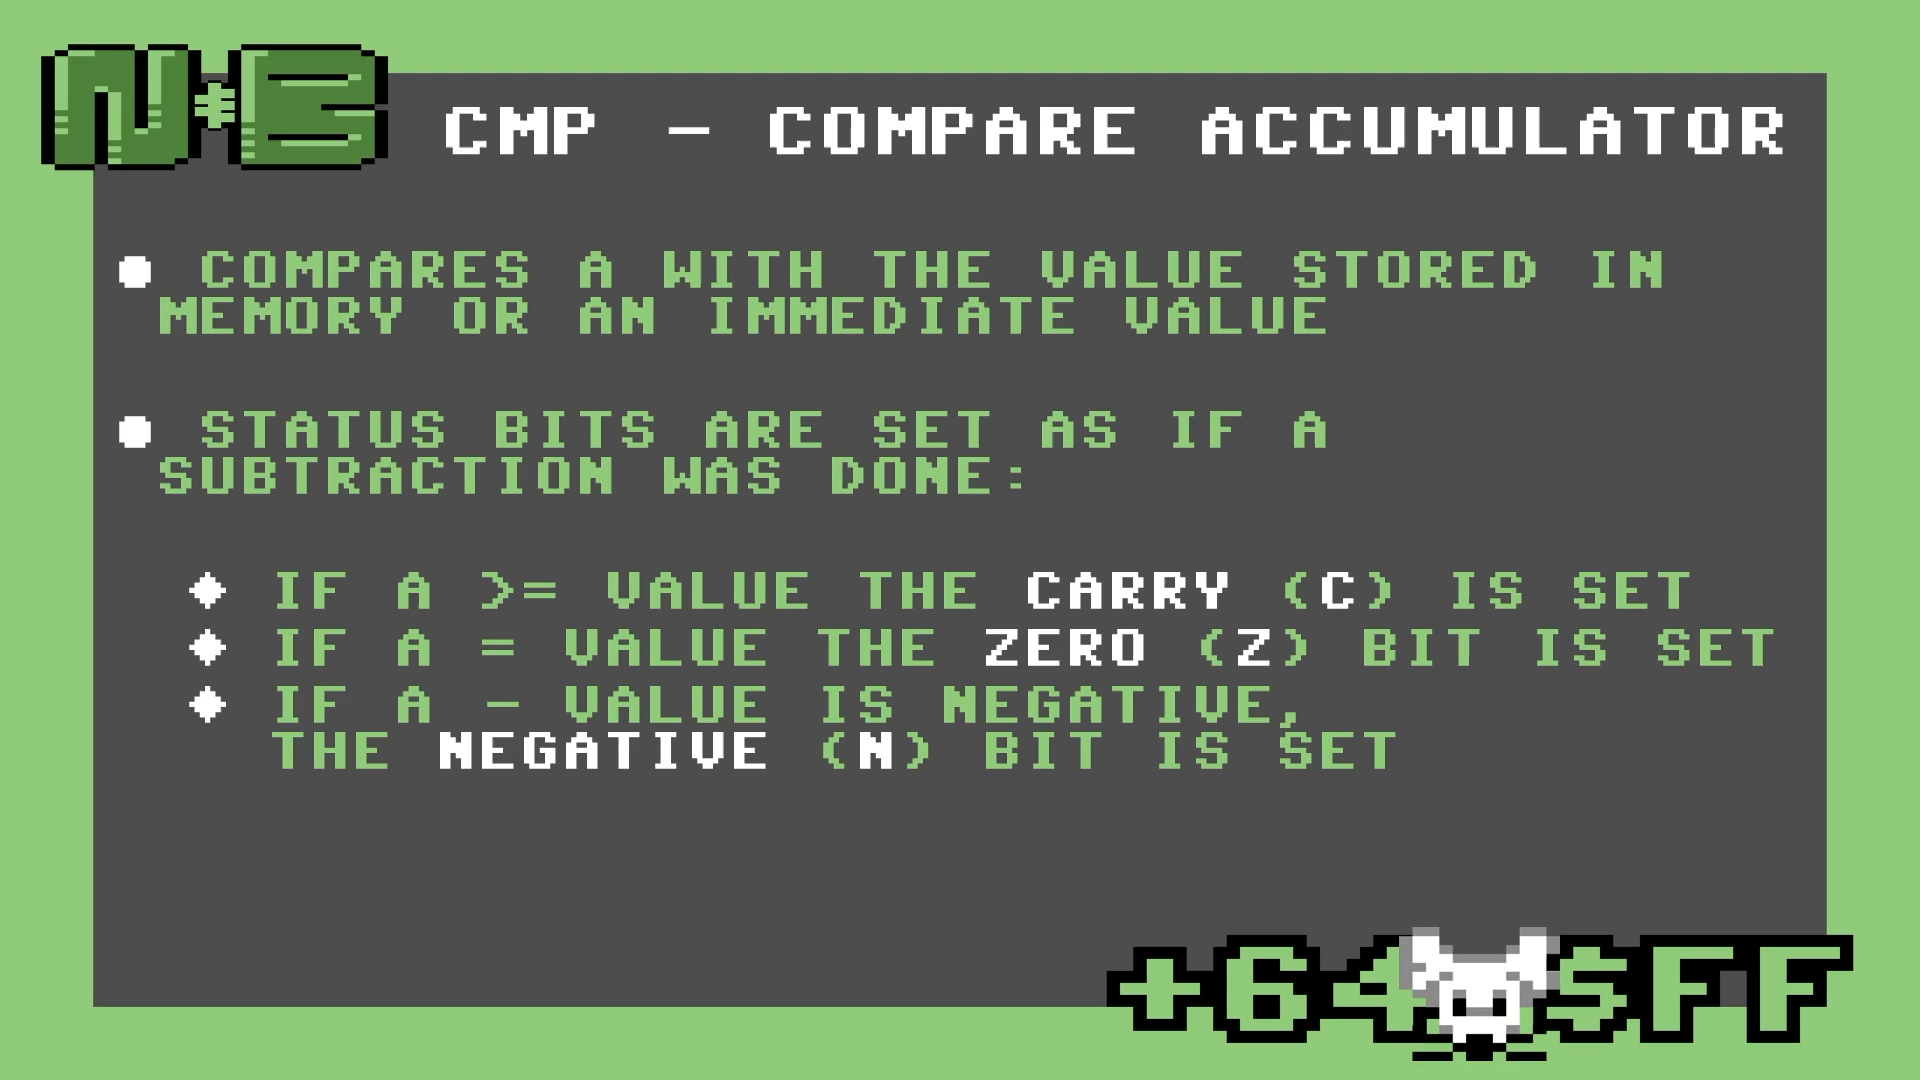 N*B
CMP - COMPARE ACCUMULATOR
COMPARES A WITH THE VALUE STORED IN
MEMORY OR AN IMMEDIATE VALUE
STATUS BITS ARE SET AS IF A
SUBTRACTION WAS DONE:
IF A >= VALUE THE CARRY (C) IS SET
IF A = VALUE THE ZERO (Z) BIT IS SET
IF A - VALUE IS NEGATIVE,
THE NEGATIVE (N) BIT IS SET
+64 $FF